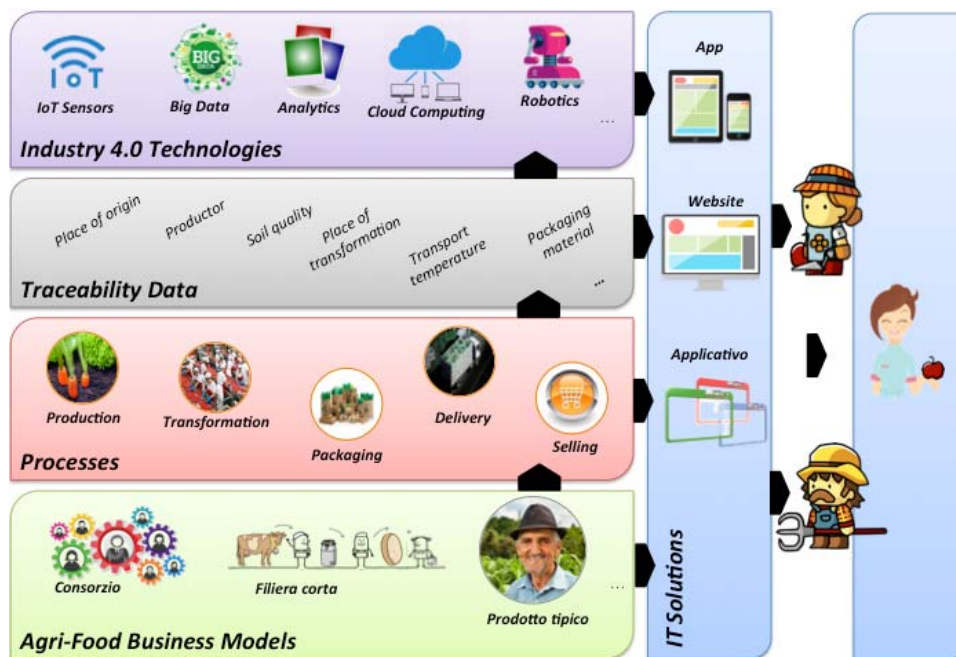 IoT
IoT Sensors
BIG
DATA
Big Data
Analytics
Cloud Computing
Robotics
...
Industry 4.0 Technologies
Place of origin
Productor
Soil quality
Place of
transformation
Transport
temperature
Packaging
material
...
Traceability Data
Production
Transformation
Packaging
Delivery
Selling
Processes
Consorzio
Filiera corta
Prodotto tipico
...
Agri-Food Business Models
App
Website
Applicativo
IT Solutions